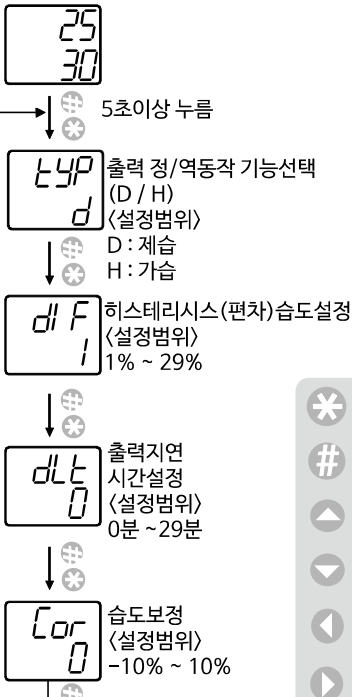 25
30
5초이상 누름
tyP
d
출력 정/역동작 기능선택
(D / H)
〈설정범위〉
D : 제습
H : 가습
dIF
1
히스테리시스(편차)습도설정
〈설정범위〉
1% ~ 29%
dLt
0
출력지연
시간설정
〈설정범위〉
0분 ~29분
Cor
0
습도보정
〈설정범위〉
-10% ~ 10%